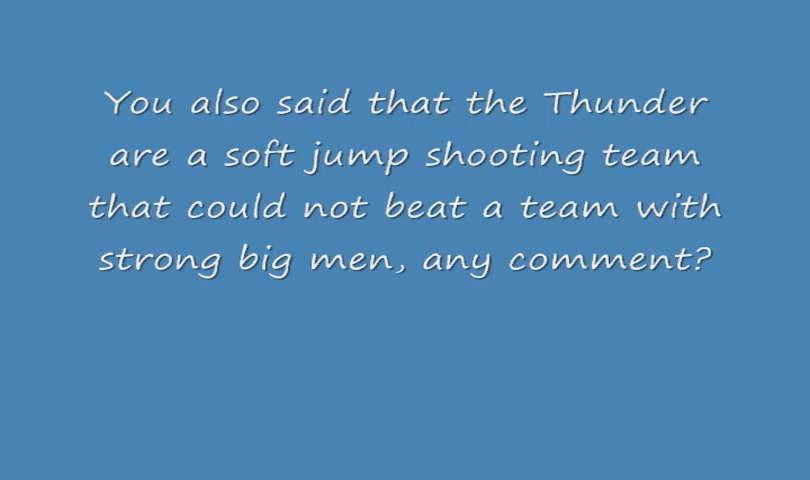 You also said that the Thunder
are a soft jump shooting team
that could not beat a team with
strong big men, any comment?